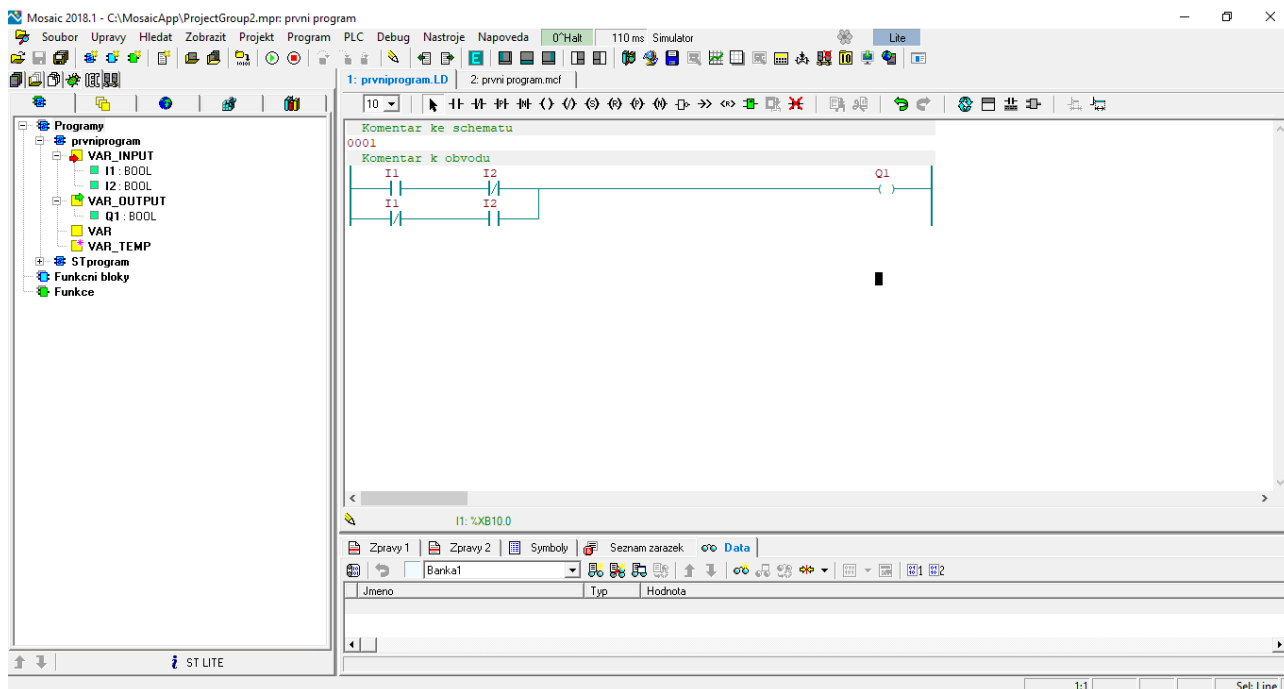 Mosaic 2018.1 - C:\MosaicApp\ProjectGroup2.mpr: prvni program
Soubor Upravy Hledat Zobrazit Projekt Program PLC Debug Nastroje Napoveda 0^Halt 110 ms Simulator Lite
1: prvniprogram.LD 2: prvni program.mcf
10
Programy
prvniprogram
VAR_INPUT
I1 : BOOL
I2 : BOOL
VAR_OUTPUT
Q1 : BOOL
VAR
VAR_TEMP
STprogram
Funkcni bloky
Funkce
Komentar ke schematu
0001
Komentar k obvodu
I1 I2 Q1
I1 I2
I1: %XB10.0
Zpravy 1 Zpravy 2 Symboly Seznam zarazek Data
Banka1
Jmeno Typ Hodnota
ST LITE
1:1 Sel: Line